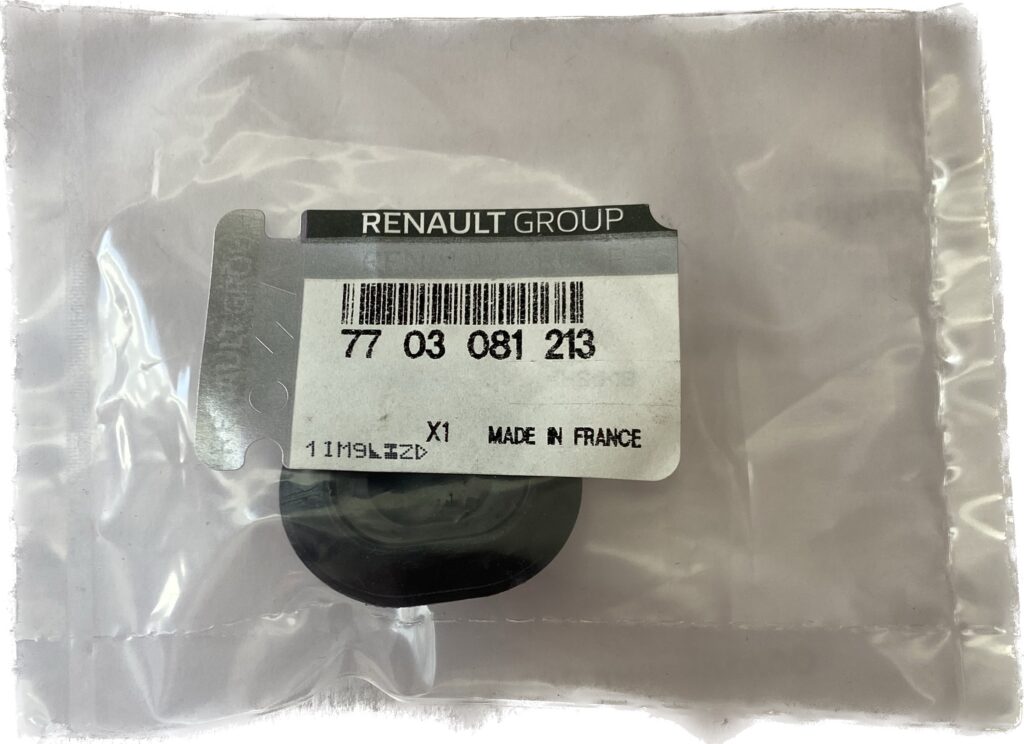 RENAULT GROUP
77 03 081 213
X1
MADE IN FRANCE